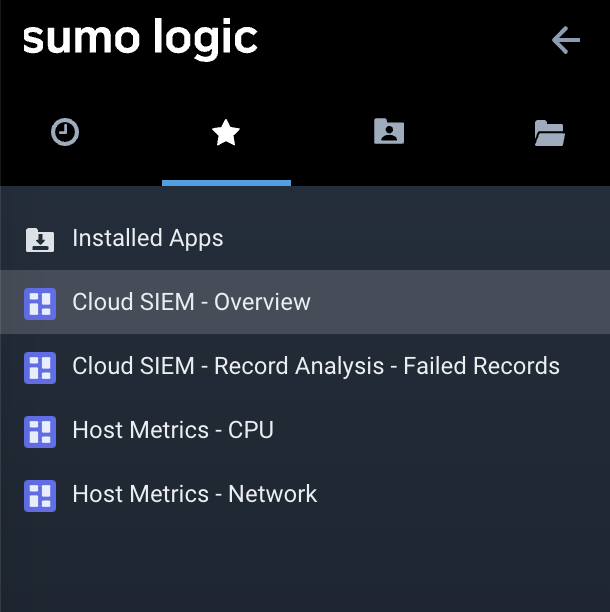 sumo logic
Installed Apps
Cloud SIEM - Overview
Cloud SIEM - Record Analysis - Failed Records
Host Metrics - CPU
Host Metrics - Network